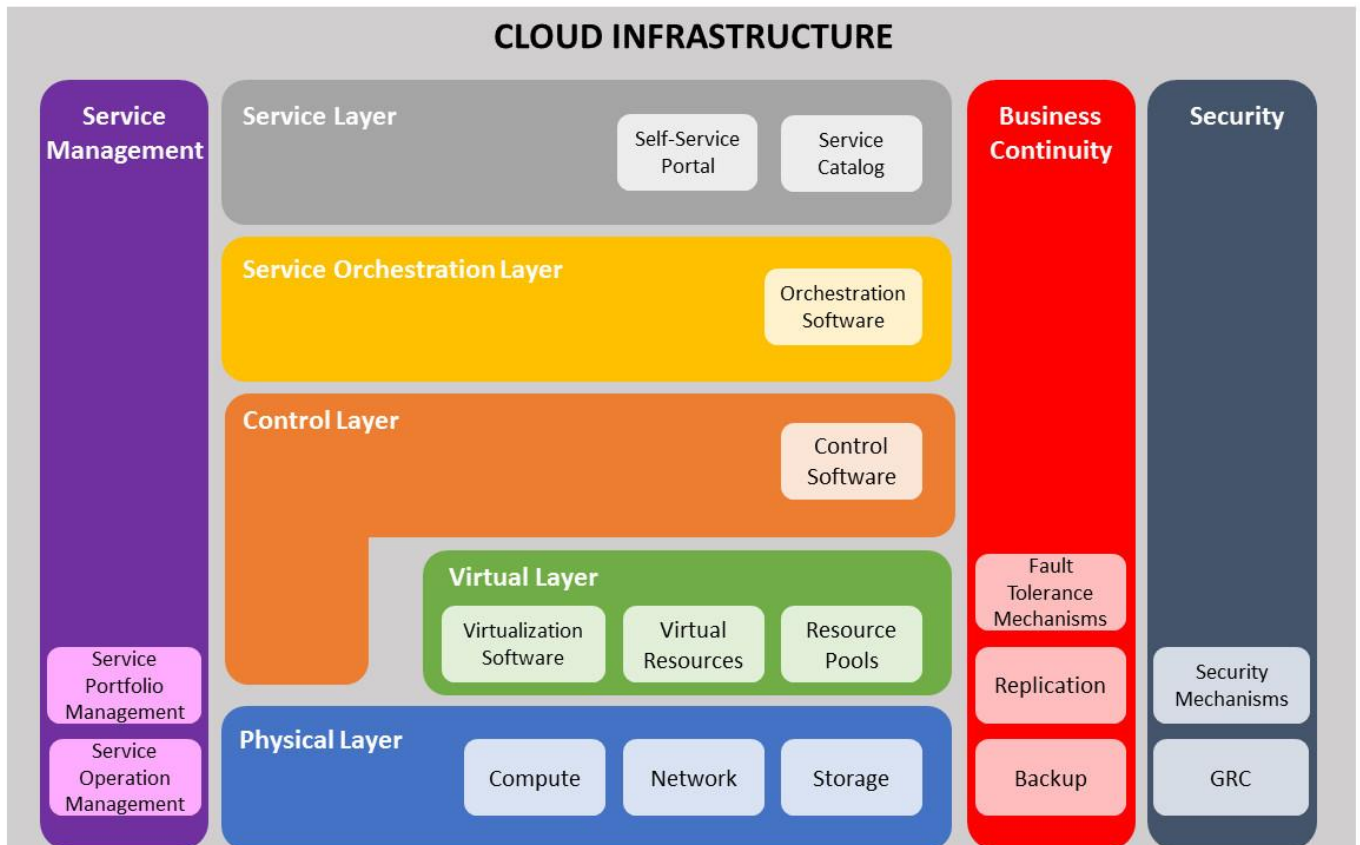 CLOUD INFRASTRUCTURE
Service
Management
Service
Portfolio
Management
Service
Operation
Management
Service Layer
Self-Service
Portal
Service
Catalog
Service Orchestration Layer
Orchestration
Software
Control Layer
Control
Software
Virtual Layer
Virtualization
Software
Virtual
Resources
Resource
Pools
Physical Layer
Compute
Network
Storage
Business
Continuity
Fault
Tolerance
Mechanisms
Replication
Backup
Security
Security
Mechanisms
GRC